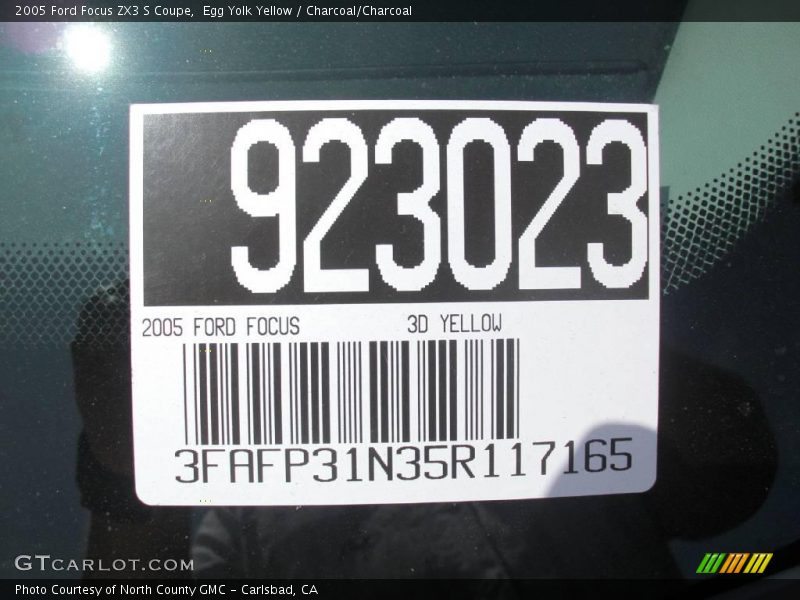 2005 Ford Focus ZX3 S Coupe,  Egg Yolk Yellow / Charcoal/Charcoal
923023
2005 FORD FOCUS 3D YELLOW
3FAFP31N35R117165
GTCARLOT.COM
Photo Courtesy of North County GMC - Carlsbad, CA